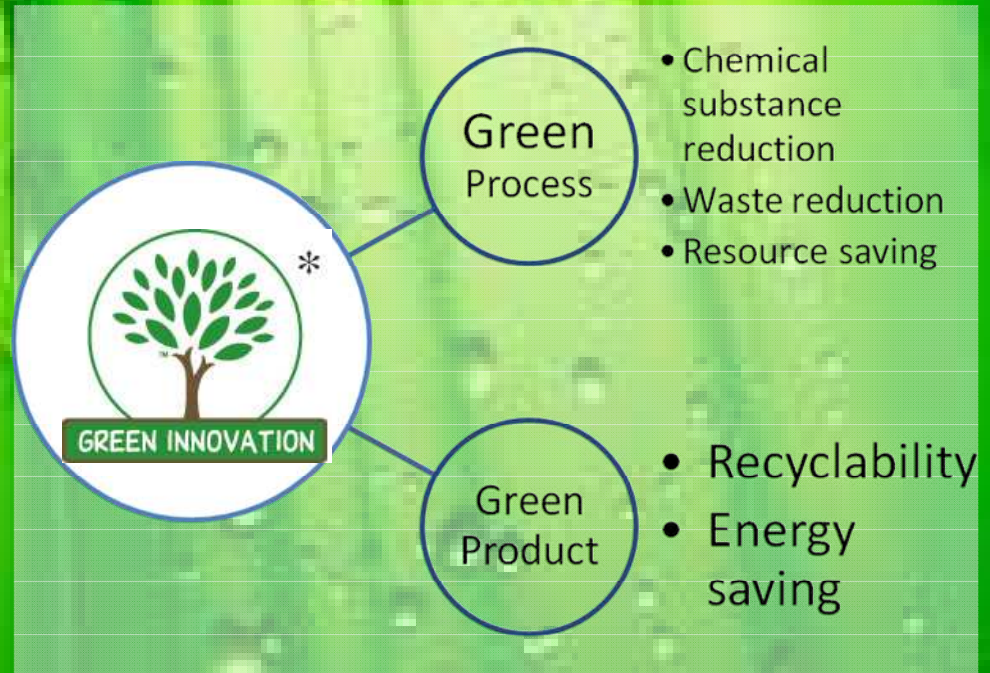 *
™
GREEN INNOVATION
Green
Process
• Chemical
substance
reduction
• Waste reduction
• Resource saving
Green
Product
• Recyclability
• Energy
saving